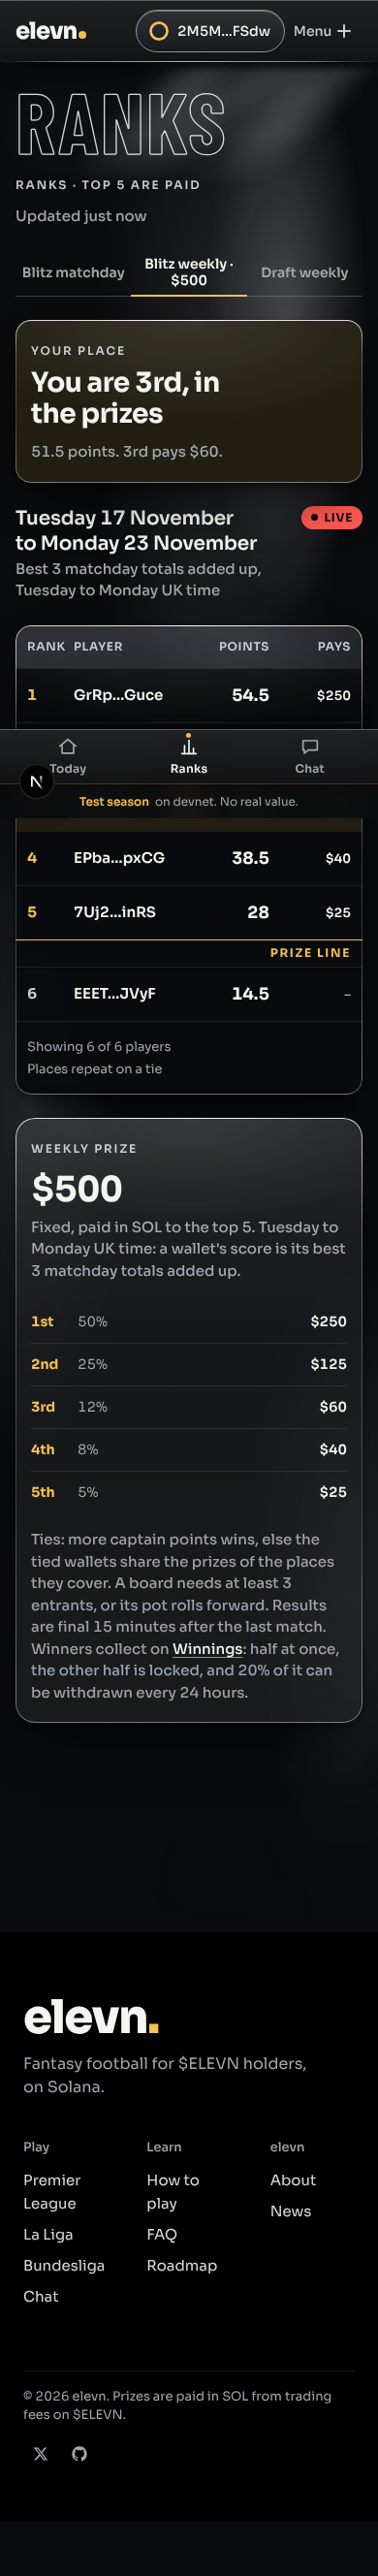 elevn.
2M5M...FSdw
Menu
RANKS
RANKS · TOP 5 ARE PAID
Updated just now
Blitz matchday
Blitz weekly ·
$500
Draft weekly
YOUR PLACE
You are 3rd, in
the prizes
51.5 points. 3rd pays $60.
Tuesday 17 November
to Monday 23 November
LIVE
Best 3 matchday totals added up,
Tuesday to Monday UK time
RANK PLAYER POINTS PAYS
1 GrRp...Guce 54.5 $250
Today
Ranks
Chat
N
Test season on devnet. No real value.
4 EPba...pxCG 38.5 $40
5 7Uj2...inRS 28 $25
PRIZE LINE
6 EEET...JVyF 14.5 –
Showing 6 of 6 players
Places repeat on a tie
WEEKLY PRIZE
$500
Fixed, paid in SOL to the top 5. Tuesday to
Monday UK time: a wallet's score is its best
3 matchday totals added up.
1st 50% $250
2nd 25% $125
3rd 12% $60
4th 8% $40
5th 5% $25
Ties: more captain points wins, else the
tied wallets share the prizes of the places
they cover. A board needs at least 3
entrants, or its pot rolls forward. Results
are final 15 minutes after the last match.
Winners collect on Winnings: half at once,
the other half is locked, and 20% of it can
be withdrawn every 24 hours.
elevn.
Fantasy football for $ELEVN holders,
on Solana.
Play
Premier
League
La Liga
Bundesliga
Chat
Learn
How to
play
FAQ
Roadmap
elevn
About
News
© 2026 elevn. Prizes are paid in SOL from trading
fees on $ELEVN.